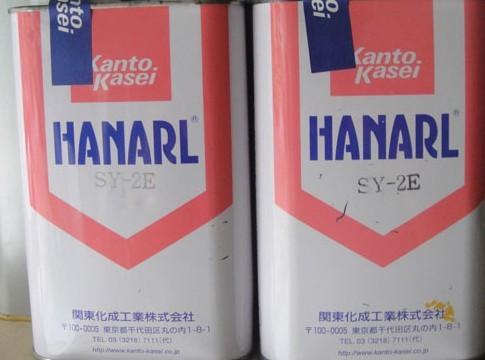 Kanto
Kasei
Kanto.
Kasei
HANARL®
SY-2E
関東化成工業株式会社
〒100-0005 東京都千代田区丸の内1-8-1
TEL 03 (3216) 7111 (代)
http://www.kanto-kasei.co.jp
Kanto
Kasei
Kanto.
Kasei
HANARL®
SY-2E
関東化成工業株式会社
〒100-0005 東京都千代田区丸の内1-8-1
TEL 03 (3216) 7111 (代)
http://www.kanto-kasei.co.jp